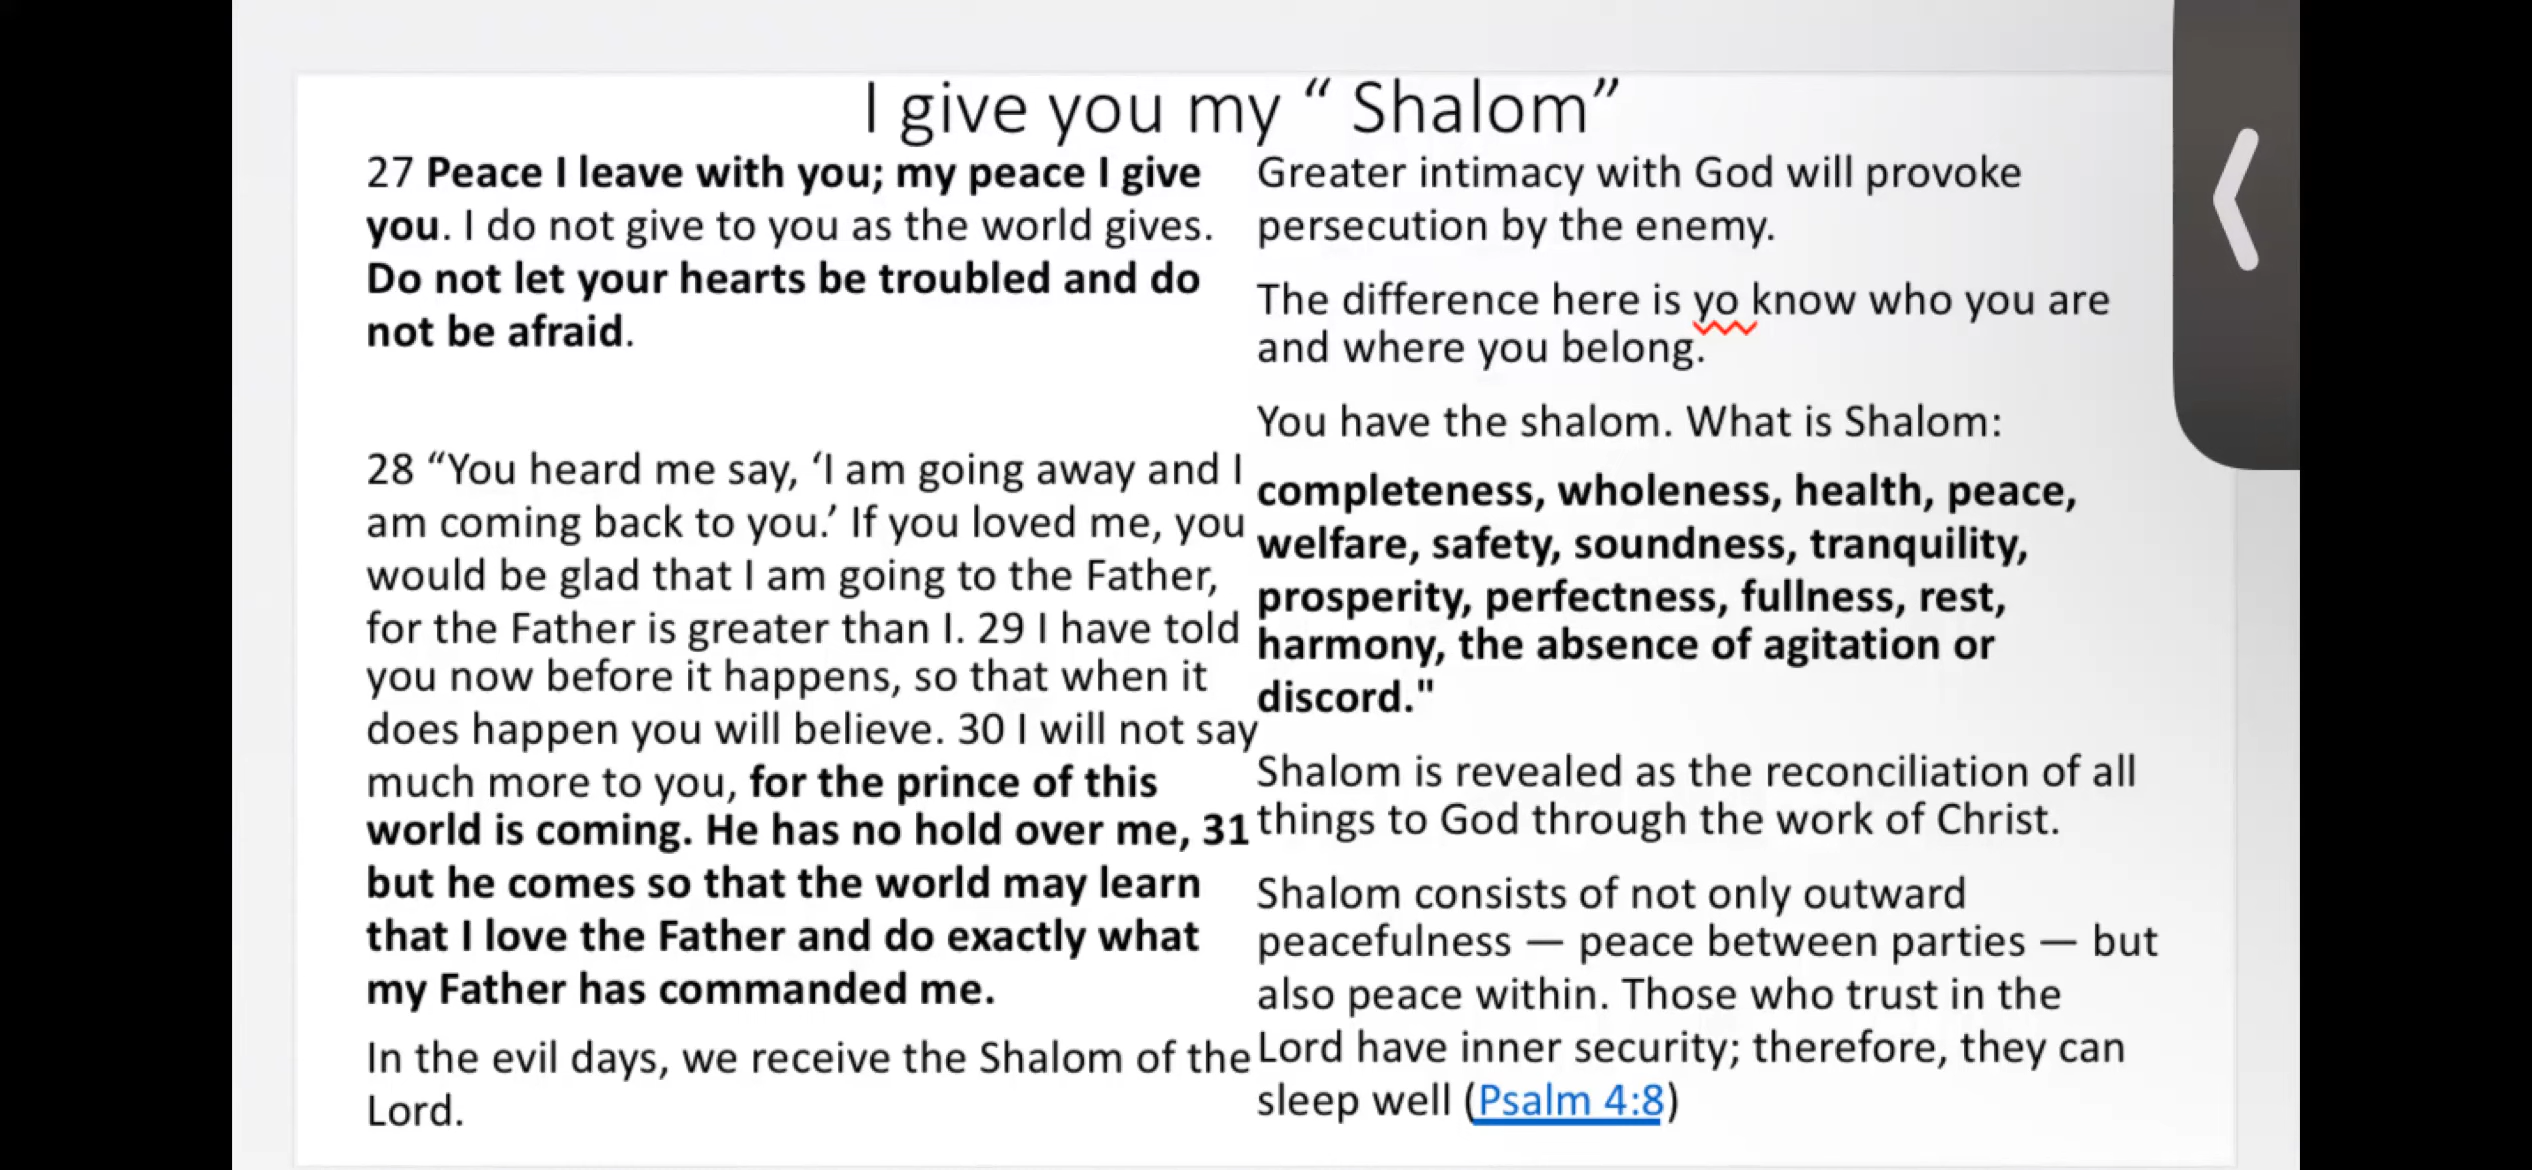 I give you my “ Shalom”
27 Peace I leave with you; my peace I give
you. I do not give to you as the world gives.
Do not let your hearts be troubled and do
not be afraid.
28 “You heard me say, ‘I am going away and I
am coming back to you.’ If you loved me, you
would be glad that I am going to the Father,
for the Father is greater than I. 29 I have told
you now before it happens, so that when it
does happen you will believe. 30 I will not say
much more to you, for the prince of this
world is coming. He has no hold over me, 31
but he comes so that the world may learn
that I love the Father and do exactly what
my Father has commanded me.
In the evil days, we receive the Shalom of the
Lord.
Greater intimacy with God will provoke
persecution by the enemy.
The difference here is yo know who you are
and where you belong.
You have the shalom. What is Shalom:
completeness, wholeness, health, peace,
welfare, safety, soundness, tranquility,
prosperity, perfectness, fullness, rest,
harmony, the absence of agitation or
discord."
Shalom is revealed as the reconciliation of all
things to God through the work of Christ.
Shalom consists of not only outward
peacefulness — peace between parties — but
also peace within. Those who trust in the
Lord have inner security; therefore, they can
sleep well (Psalm 4:8)